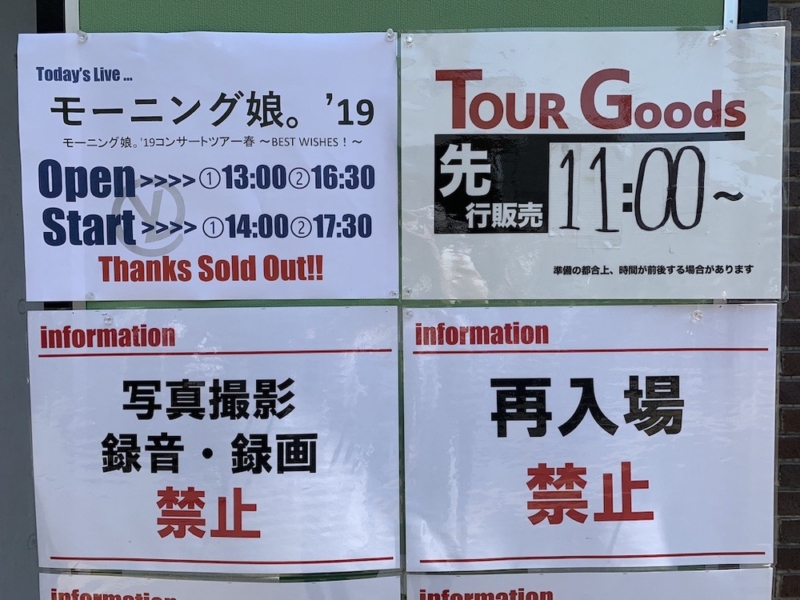 Today's Live ...
モーニング娘。'19
モーニング娘。'19コンサートツアー春 ～BEST WISHES！～
Open >>>> ①13:00②16:30
Start >>>> ①14:00②17:30
Thanks Sold Out!!
TOUR Goods
先
行販売
11:00~
準備の都合上、時間が前後する場合があります
information
写真撮影
録音・録画
禁止
information
再入場
禁止
information
information